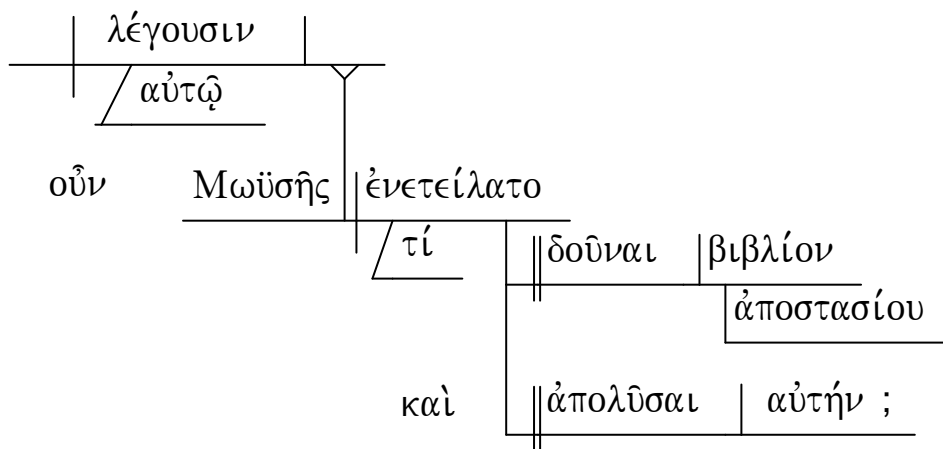 λέγουσιν
αὐτῷ
οὖν Μωϋσῆς ἐνετείλατο
τί δοῦναι βιβλίον
ἀποστασίου
καὶ ἀπολῦσαι αὐτήν ;